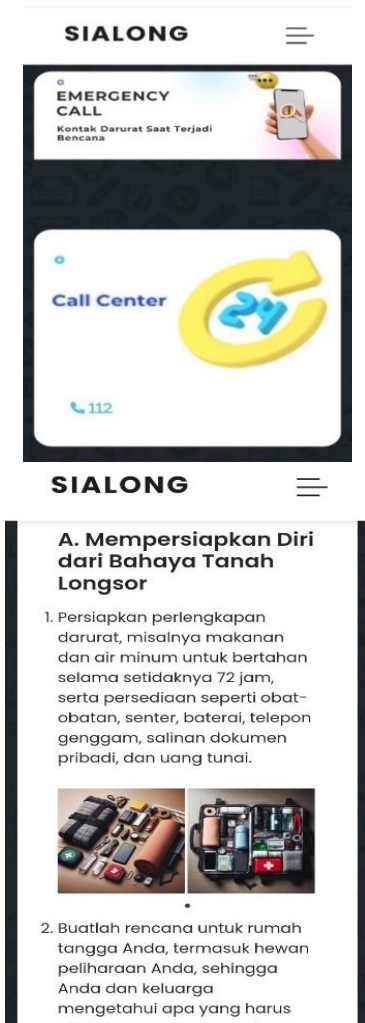 SIALONG
EMERGENCY
CALL
Kontak Darurat Saat Terjadi
Bencana
Call Center
24
112
SIALONG
A. Mempersiapkan Diri
dari Bahaya Tanah
Longsor
1. Persiapkan perlengkapan
darurat, misalnya makanan
dan air minum untuk bertahan
selama setidaknya 72 jam,
serta persediaan seperti obat-
obatan, senter, baterai, telepon
genggam, salinan dokumen
pribadi, dan uang tunai.
2. Buatlah rencana untuk rumah
tangga Anda, termasuk hewan
peliharaan Anda, sehingga
Anda dan keluarga
mengetahui apa yang harus